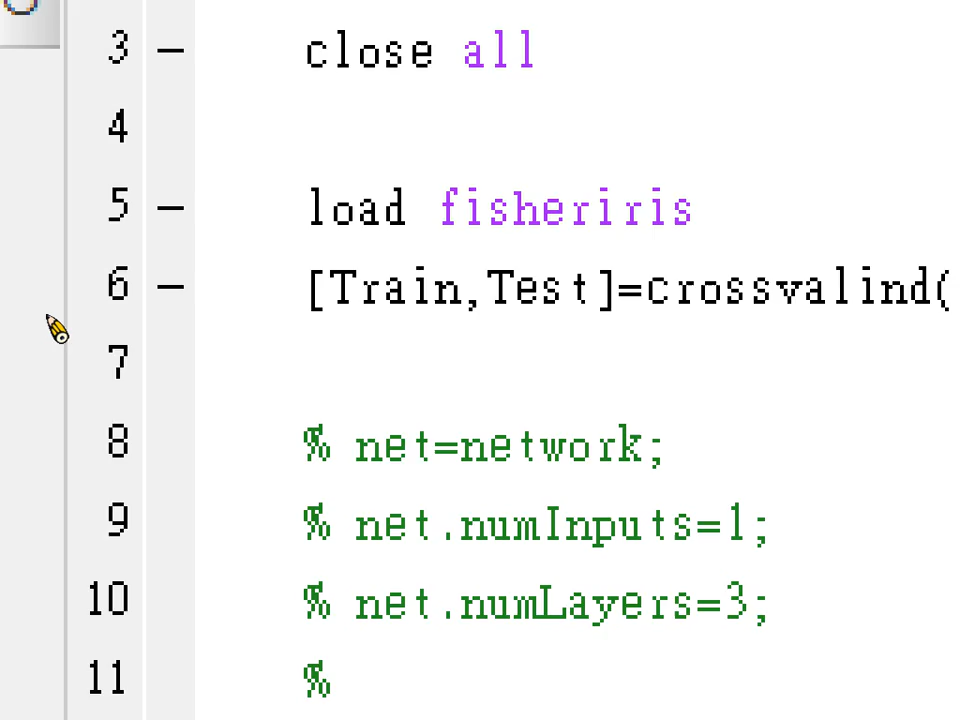 3 – close all
4
5 – load fisheriris
6 – [Train,Test]=crossvalind(
7
8 % net=network;
9 % net.numInputs=1;
10 % net.numLayers=3;
11 %